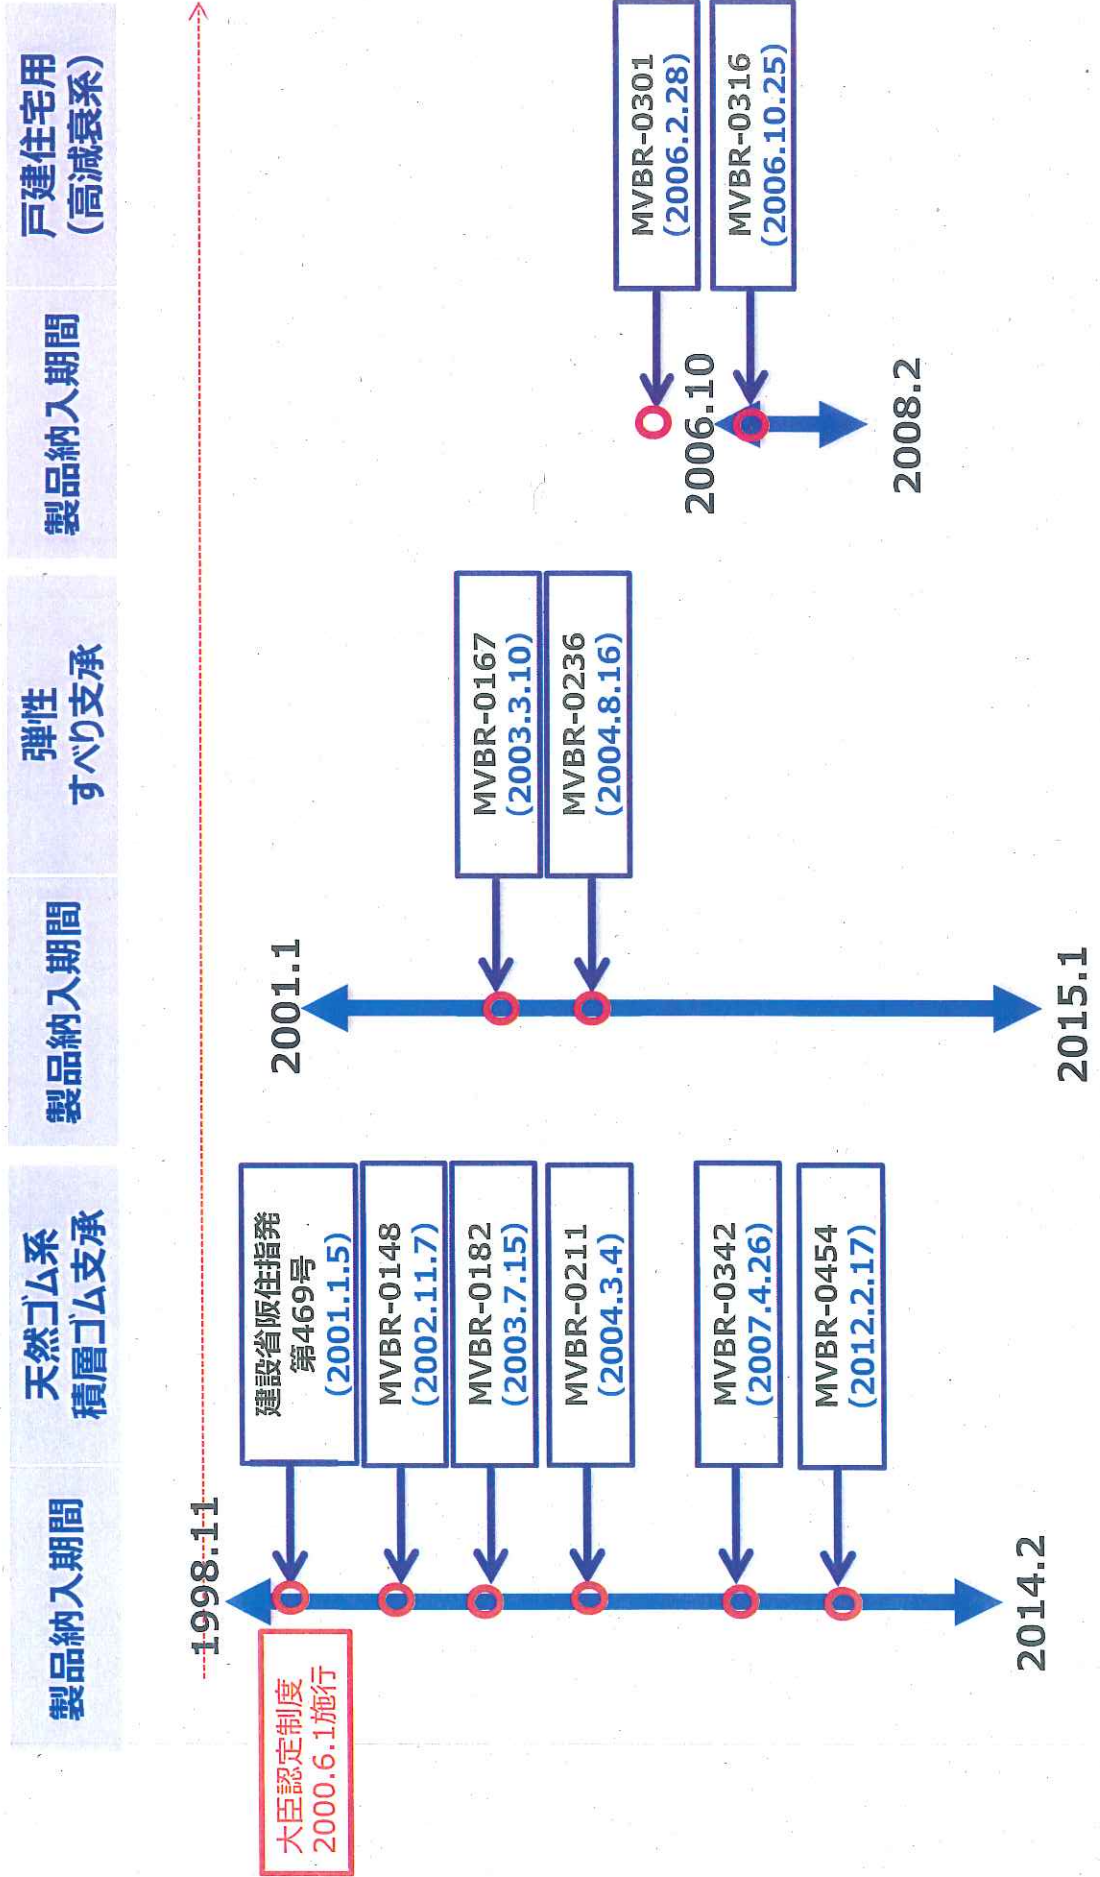 製品納入期間
天然ゴム系
積層ゴム支承
製品納入期間
弾性
すべり支承
製品納入期間
戸建住宅用
(高減衰系)
1998.11
大臣認定制度
2000.6.1施行
建設省阪住指発
第469号
(2001.1.5)
MVBR-0148
(2002.11.7)
MVBR-0182
(2003.7.15)
MVBR-0211
(2004.3.4)
MVBR-0342
(2007.4.26)
MVBR-0454
(2012.2.17)
2014.2
2001.1
MVBR-0167
(2003.3.10)
MVBR-0236
(2004.8.16)
2015.1
MVBR-0301
(2006.2.28)
2006.10
MVBR-0316
(2006.10.25)
2008.2